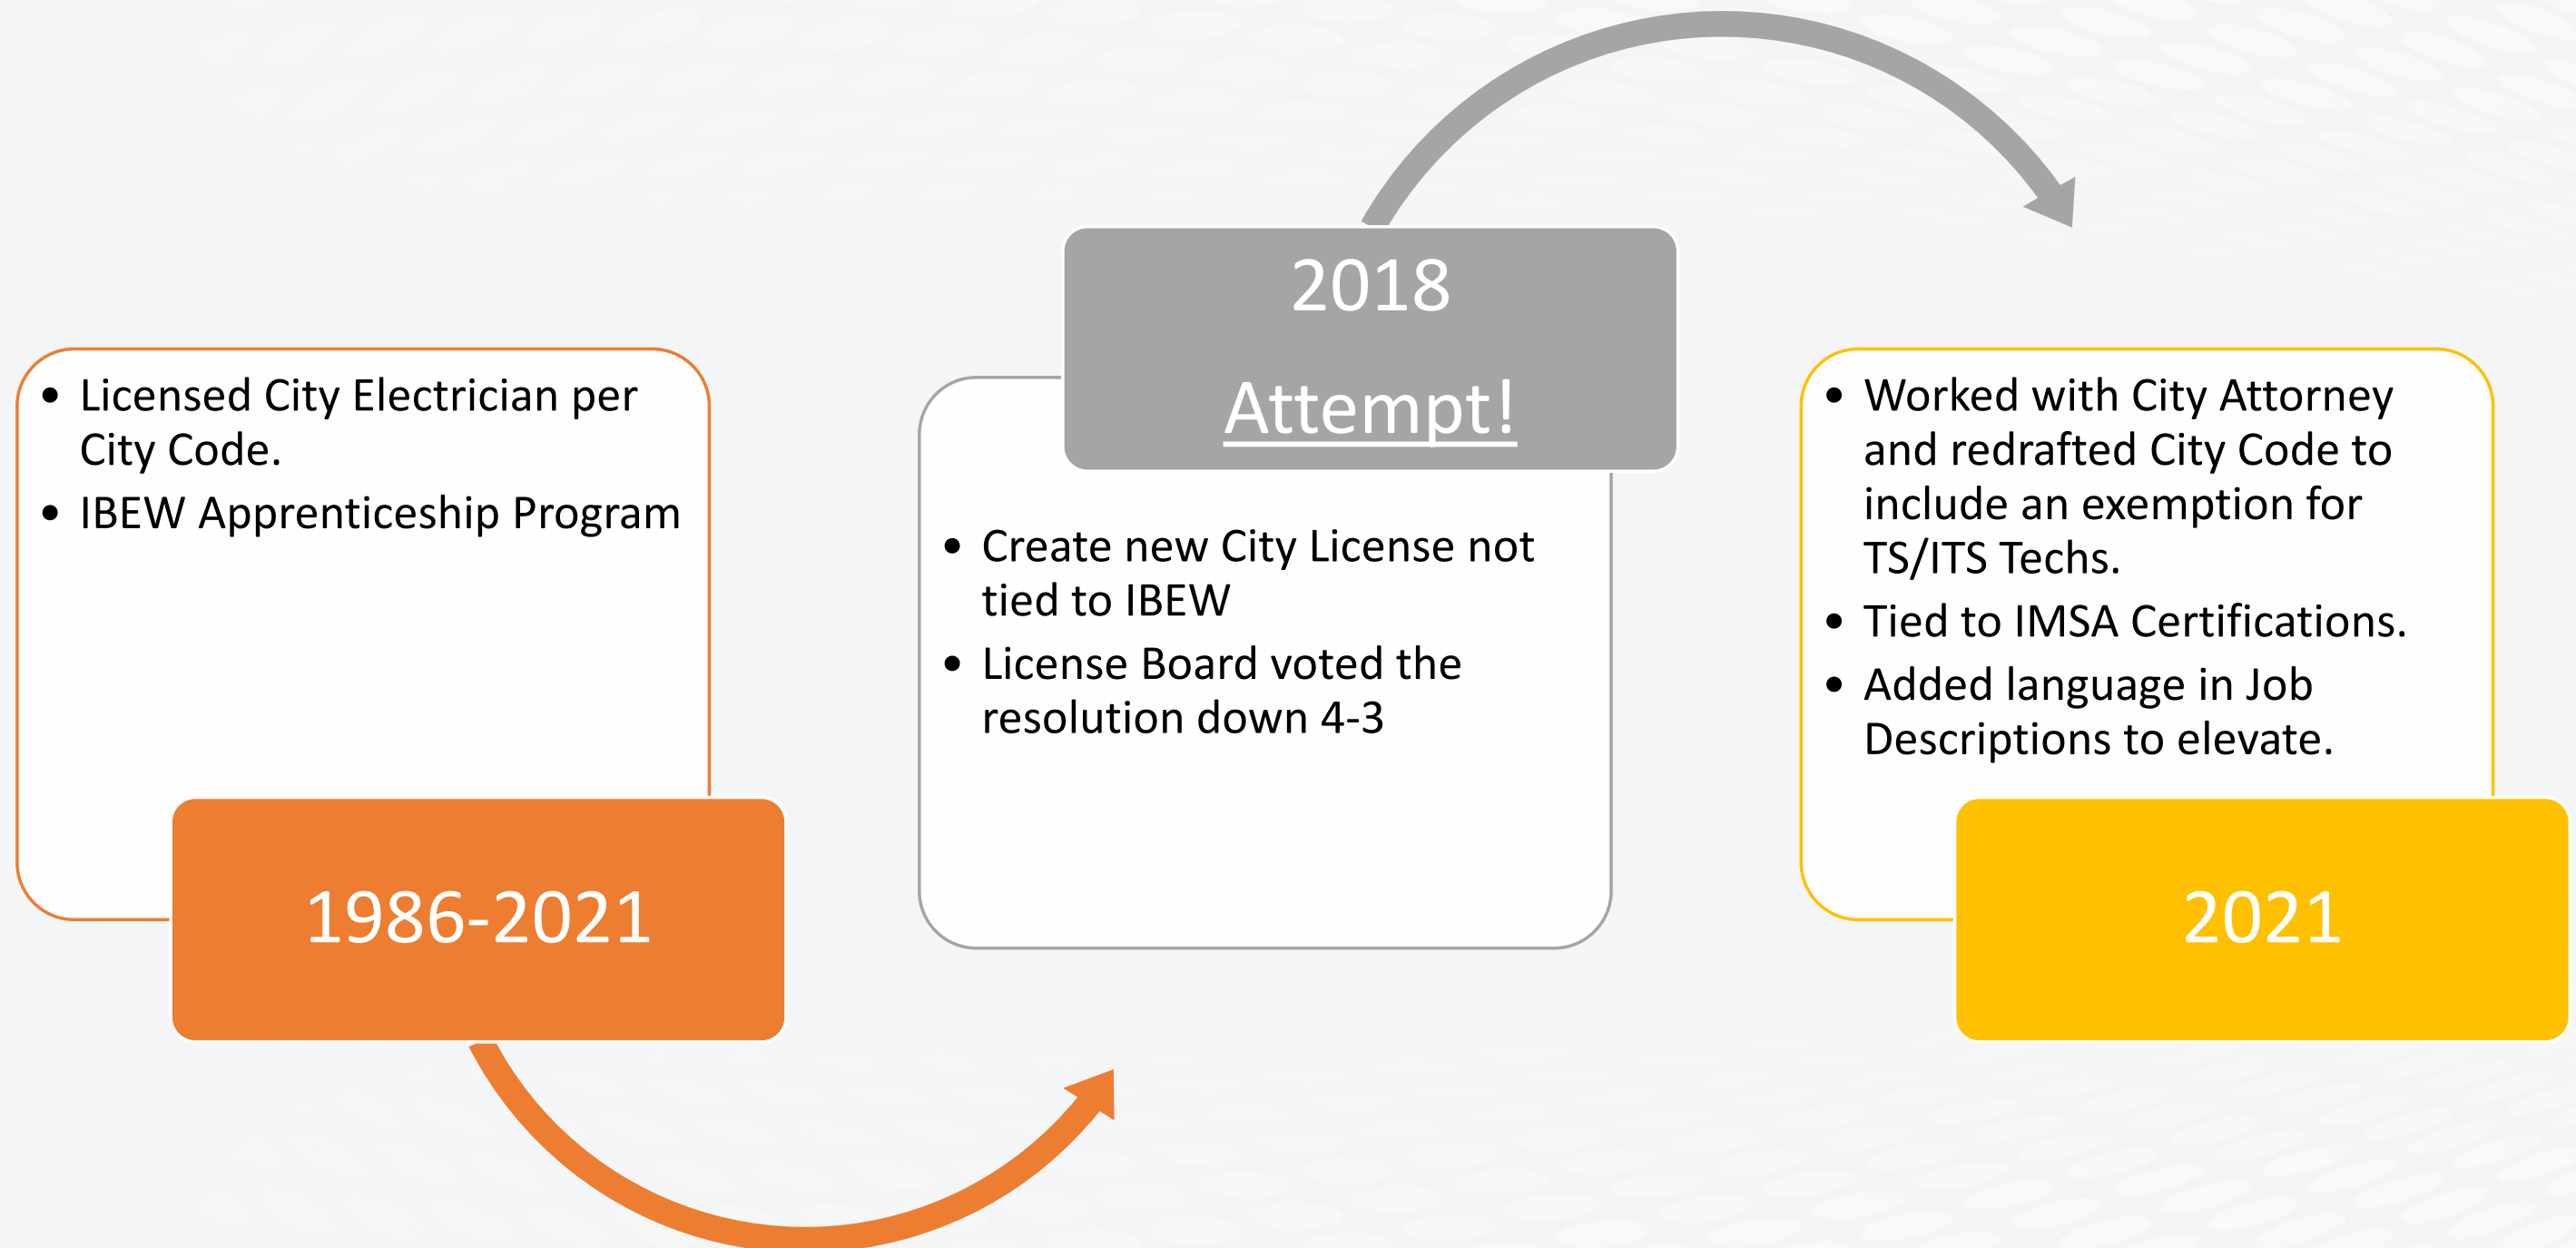 • Licensed City Electrician per
City Code.
• IBEW Apprenticeship Program
1986-2021
2018
Attempt!
• Create new City License not
tied to IBEW
• License Board voted the
resolution down 4-3
• Worked with City Attorney
and redrafted City Code to
include an exemption for
TS/ITS Techs.
• Tied to IMSA Certifications.
• Added language in Job
Descriptions to elevate.
2021